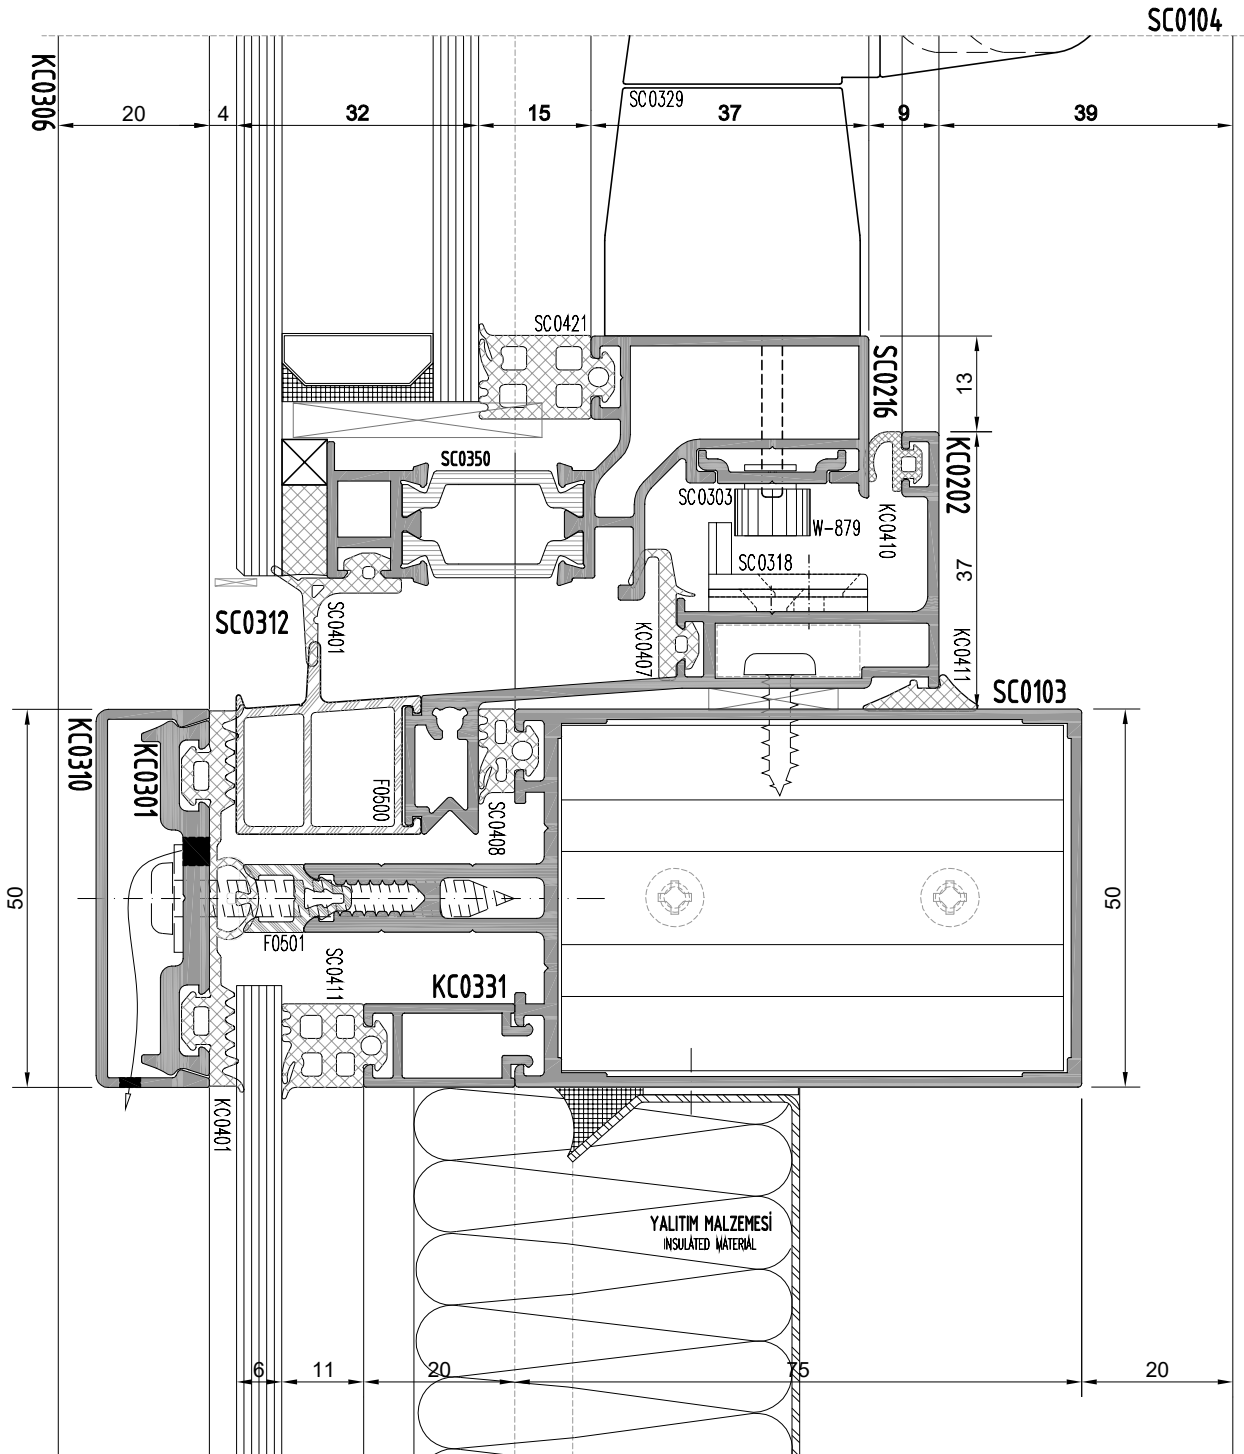 SC0104
KC0306
20
4
32
15
37
9
39
SC0329
SC0421
SC0216
13
SC0350
KC0202
SC0303
W-879
KC0410
SC0318
37
SC0312
SC0401
KC0407
KC0411
SC0103
KC0310
KC0301
F0500
SC0408
50
50
F0501
SC0411
KC0331
KC0401
YALITIM MALZEMESİ
INSULATED MATERIAL
6
11
20
75
20